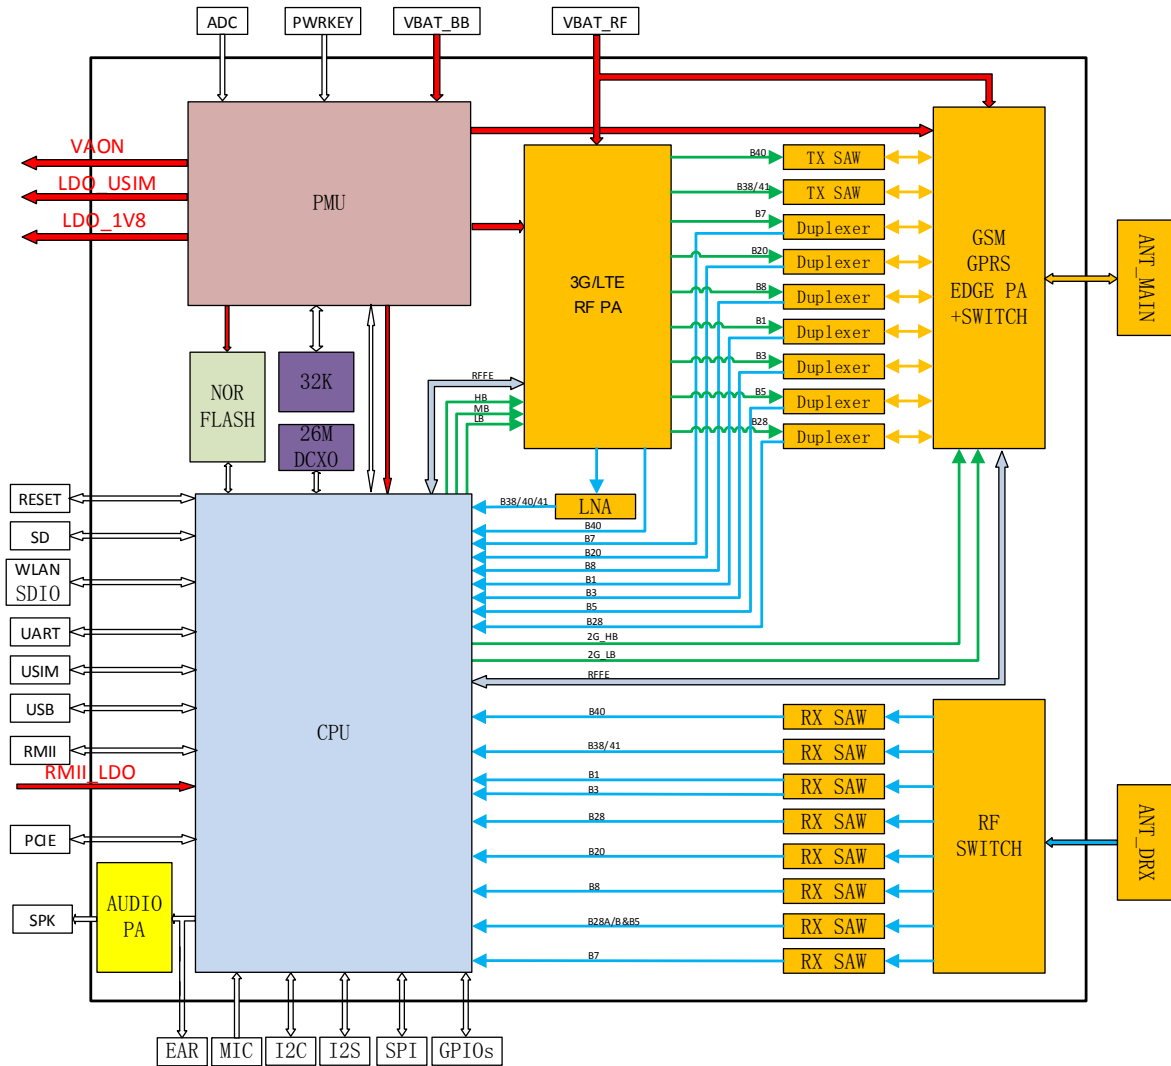 ADC
PWRKEY
VBAT_BB
VBAT_RF
VAON
LDO_USIM
LDO_1V8
PMU
3G/LTE
RF PA
B40
B38/41
B7
B20
B8
B1
B3
B5
B28
TX SAW
TX SAW
Duplexer
Duplexer
Duplexer
Duplexer
Duplexer
Duplexer
Duplexer
GSM
GPRS
EDGE PA
+SWITCH
ANT_MAIN
NOR
FLASH
32K
26M
DCXO
RFFE
HB
MB
LB
LNA
B38/40/41
B40
B7
B20
B8
B1
B3
B5
B28
2G_HB
2G_LB
RFFE
RESET
SD
WLAN
SDIO
UART
USIM
USB
RMII
RMII_LDO
PCIE
CPU
B40
B38/41
B1
B3
B28
B20
B8
B28A/B&B5
B7
RX SAW
RX SAW
RX SAW
RX SAW
RX SAW
RX SAW
RX SAW
RX SAW
RF
SWITCH
ANT_DRX
AUDIO
PA
SPK
EAR
MIC
I2C
I2S
SPI
GPIOs